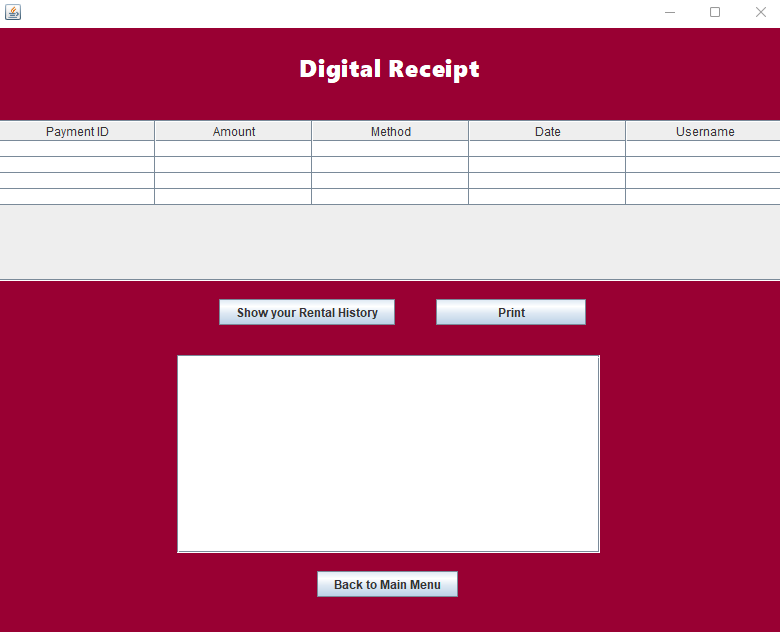 Digital Receipt
Payment ID Amount Method Date Username
Show your Rental History Print
Back to Main Menu